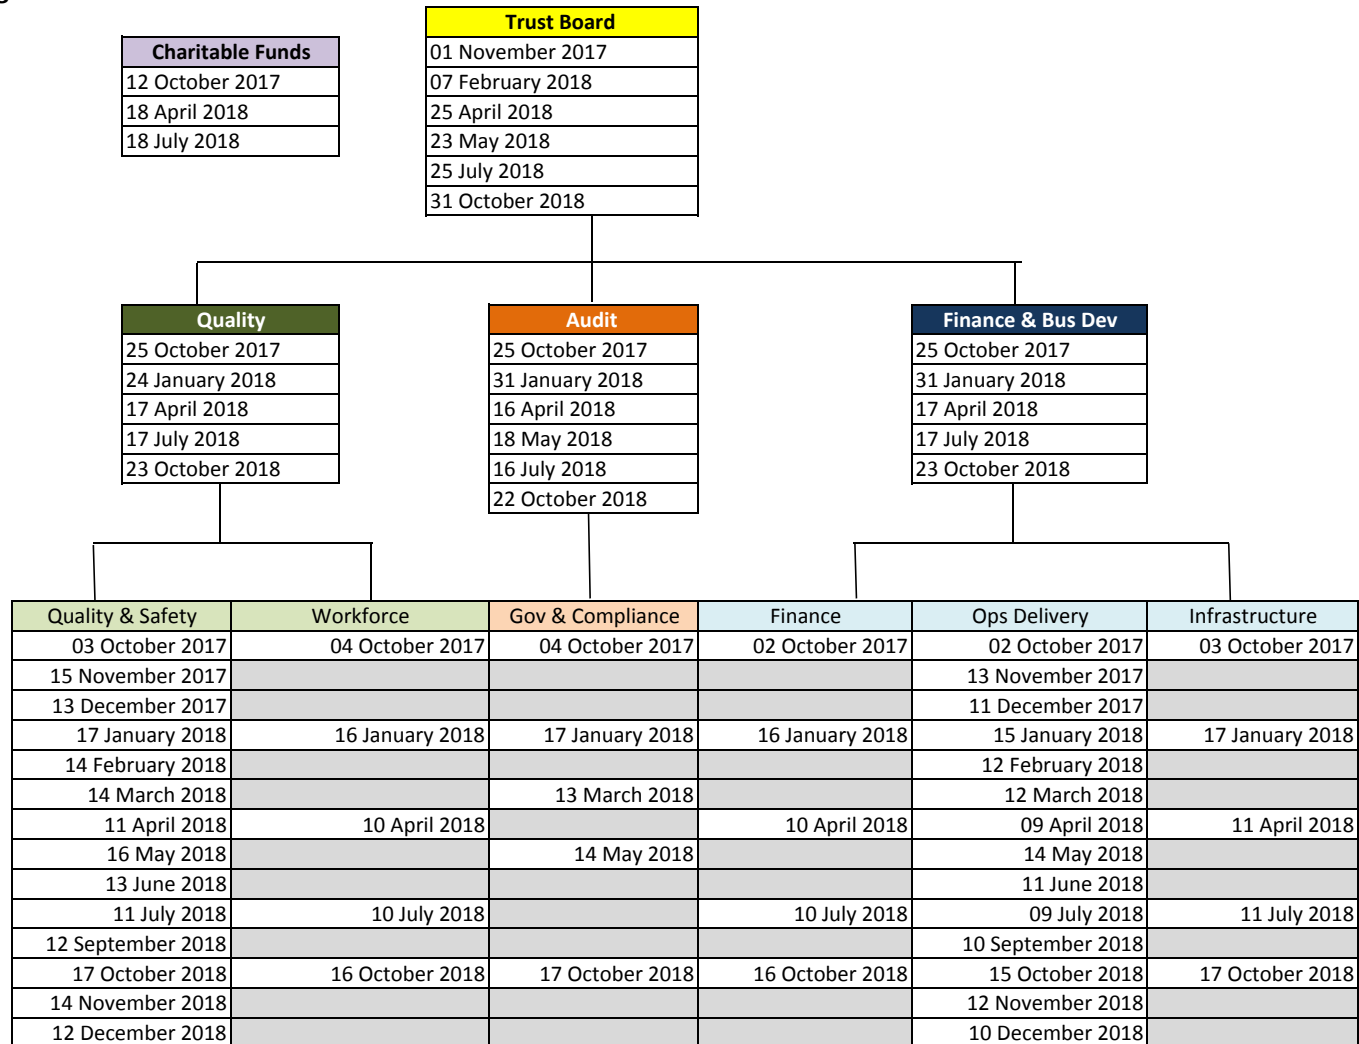 Trust Board
Charitable Funds 01 November 2017
12 October 2017 07 February 2018
18 April 2018 25 April 2018
18 July 2018 23 May 2018
25 July 2018
31 October 2018
Quality Audit Finance & Bus Dev
25 October 2017 25 October 2017 25 October 2017
24 January 2018 31 January 2018 31 January 2018
17 April 2018 16 April 2018 17 April 2018
17 July 2018 18 May 2018 17 July 2018
23 October 2018 16 July 2018 23 October 2018
22 October 2018
Quality & Safety Workforce Gov & Compliance Finance Ops Delivery Infrastructure
03 October 2017 04 October 2017 04 October 2017 02 October 2017 02 October 2017 03 October 2017
15 November 2017 13 November 2017
13 December 2017 11 December 2017
17 January 2018 16 January 2018 17 January 2018 16 January 2018 15 January 2018 17 January 2018
14 February 2018 12 February 2018
14 March 2018 13 March 2018 12 March 2018
11 April 2018 10 April 2018 10 April 2018 09 April 2018 11 April 2018
16 May 2018 14 May 2018 14 May 2018
13 June 2018 11 June 2018
11 July 2018 10 July 2018 10 July 2018 09 July 2018 11 July 2018
12 September 2018 10 September 2018
17 October 2018 16 October 2018 17 October 2018 16 October 2018 15 October 2018 17 October 2018
14 November 2018 12 November 2018
12 December 2018 10 December 2018